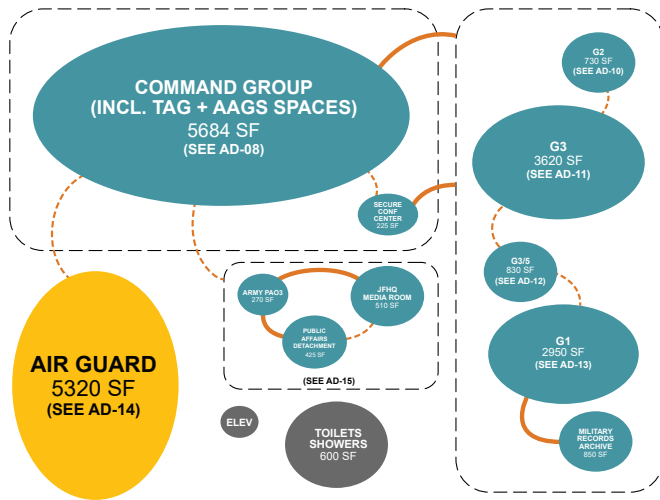 COMMAND GROUP
(INCL. TAG + AAGS SPACES)
5684 SF
(SEE AD-08)
SECURE
CONF
CENTER
225 SF
G2
730 SF
(SEE AD-10)
G3
3620 SF
(SEE AD-11)
G3/5
830 SF
(SEE AD-12)
G1
2950 SF
(SEE AD-13)
MILITARY
RECORDS
ARCHIVE
850 SF
ARMY PAO3
270 SF
JFHQ
MEDIA ROOM
510 SF
PUBLIC
AFFAIRS
DETACHMENT
425 SF
(SEE AD-15)
AIR GUARD
5320 SF
(SEE AD-14)
ELEV
TOILETS
SHOWERS
600 SF